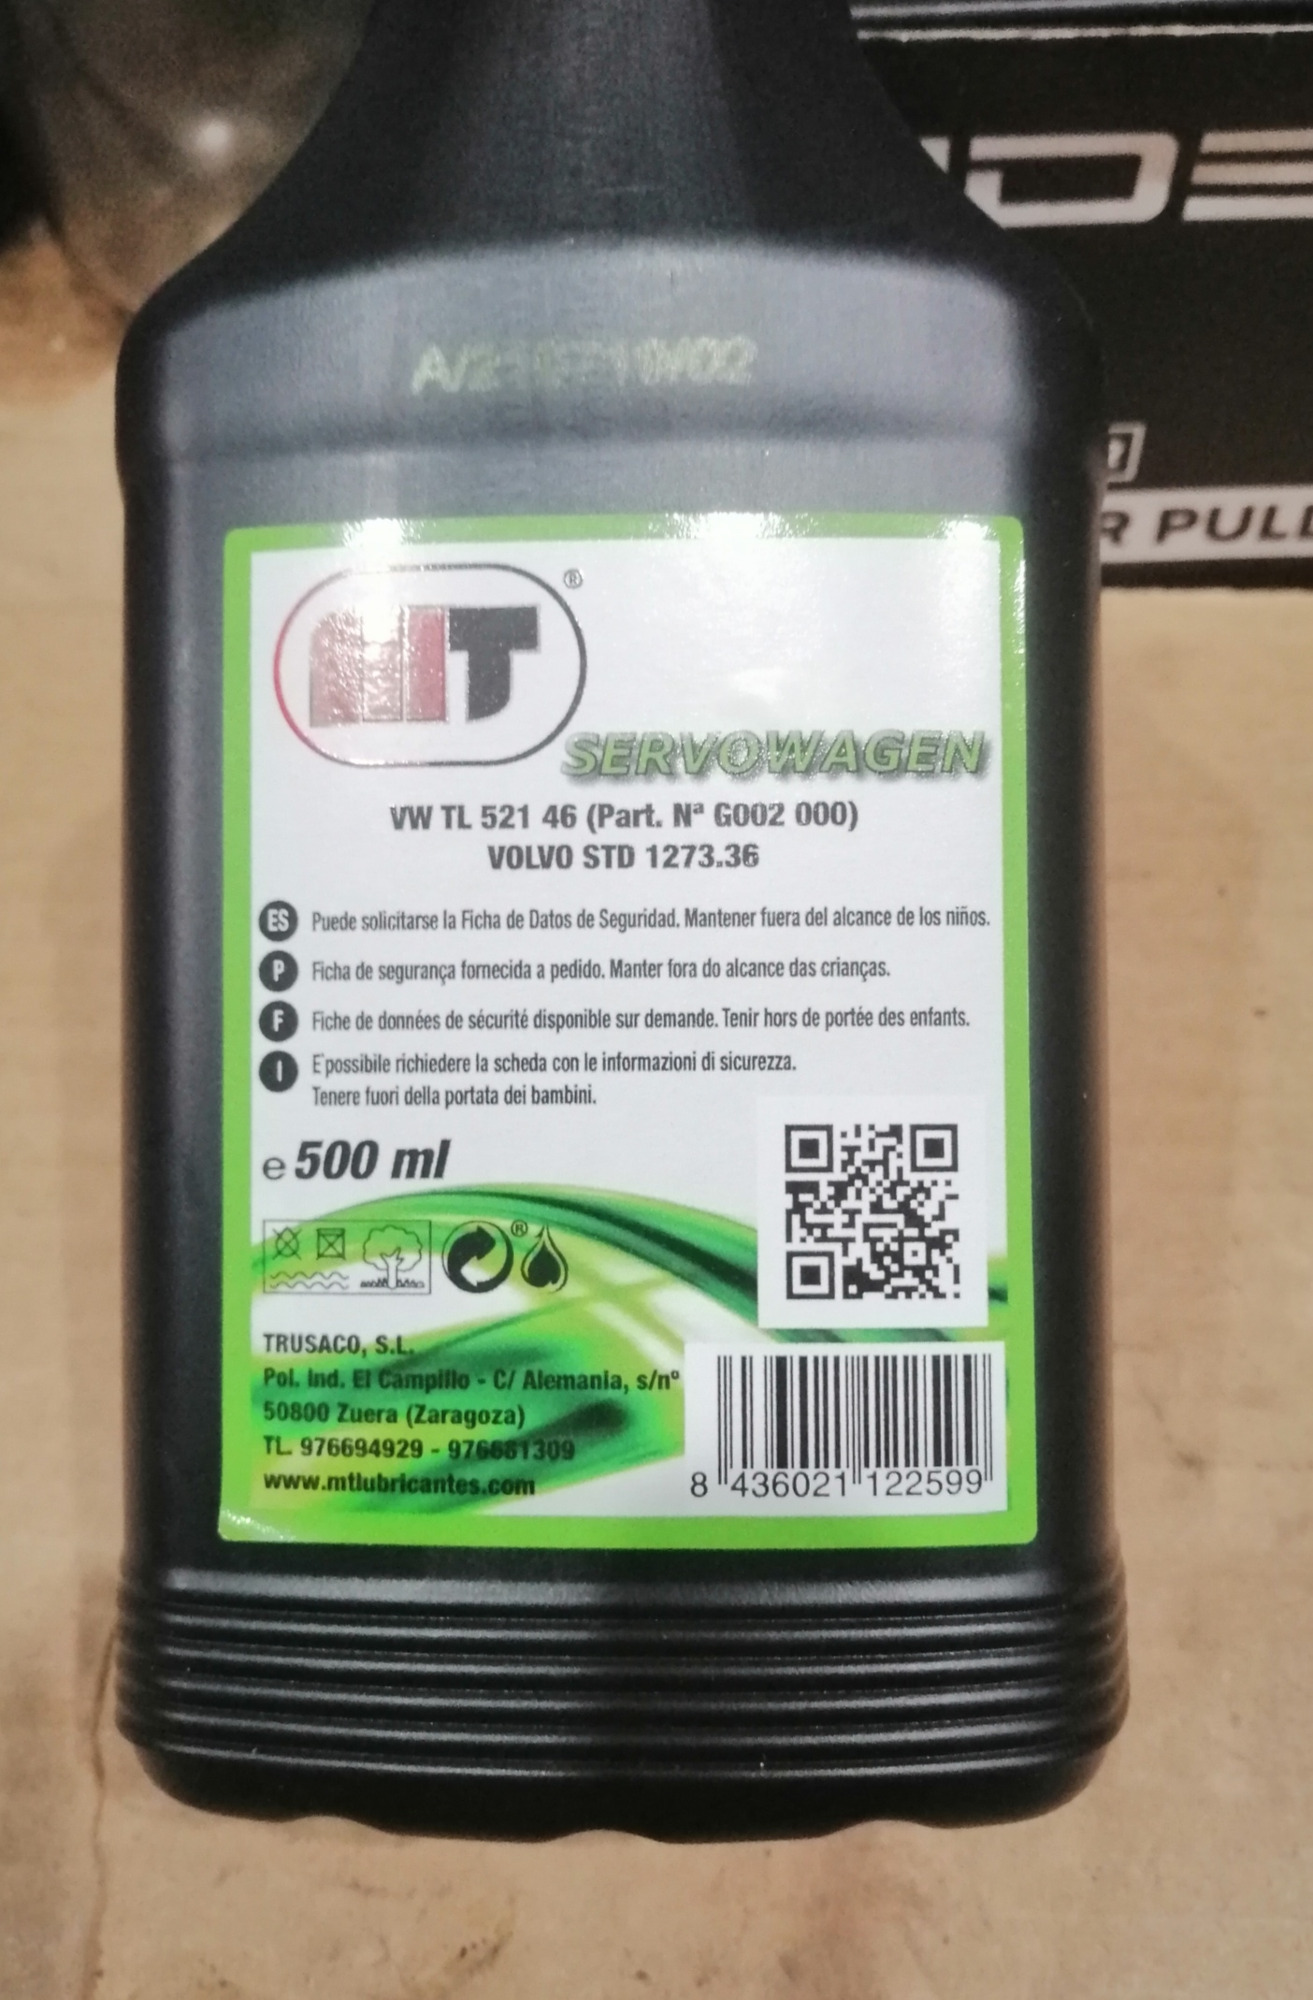 MT®
SERVOWAGEN
VW TL 521 46 (Part. Nª G002 000)
VOLVO STD 1273.36
ES Puede solicitarse la Ficha de Datos de Seguridad. Mantener fuera del alcance de los niños.
P Ficha de segurança fornecida a pedido. Manter fora do alcance das crianças.
F Fiche de données de sécurité disponible sur demande. Tenir hors de portée des enfants.
I E possibile richiedere la scheda con le informazioni di sicurezza.
Tenere fuori della portata dei bambini.
e 500 ml
®
TRUSACO, S.L.
Pol. Ind. El Campillo - C/ Alemania, s/nº
50800 Zuera (Zaragoza)
TL. 976694929 - 976681309
www.mtlubricantes.com
8 436021 122599
R PULL